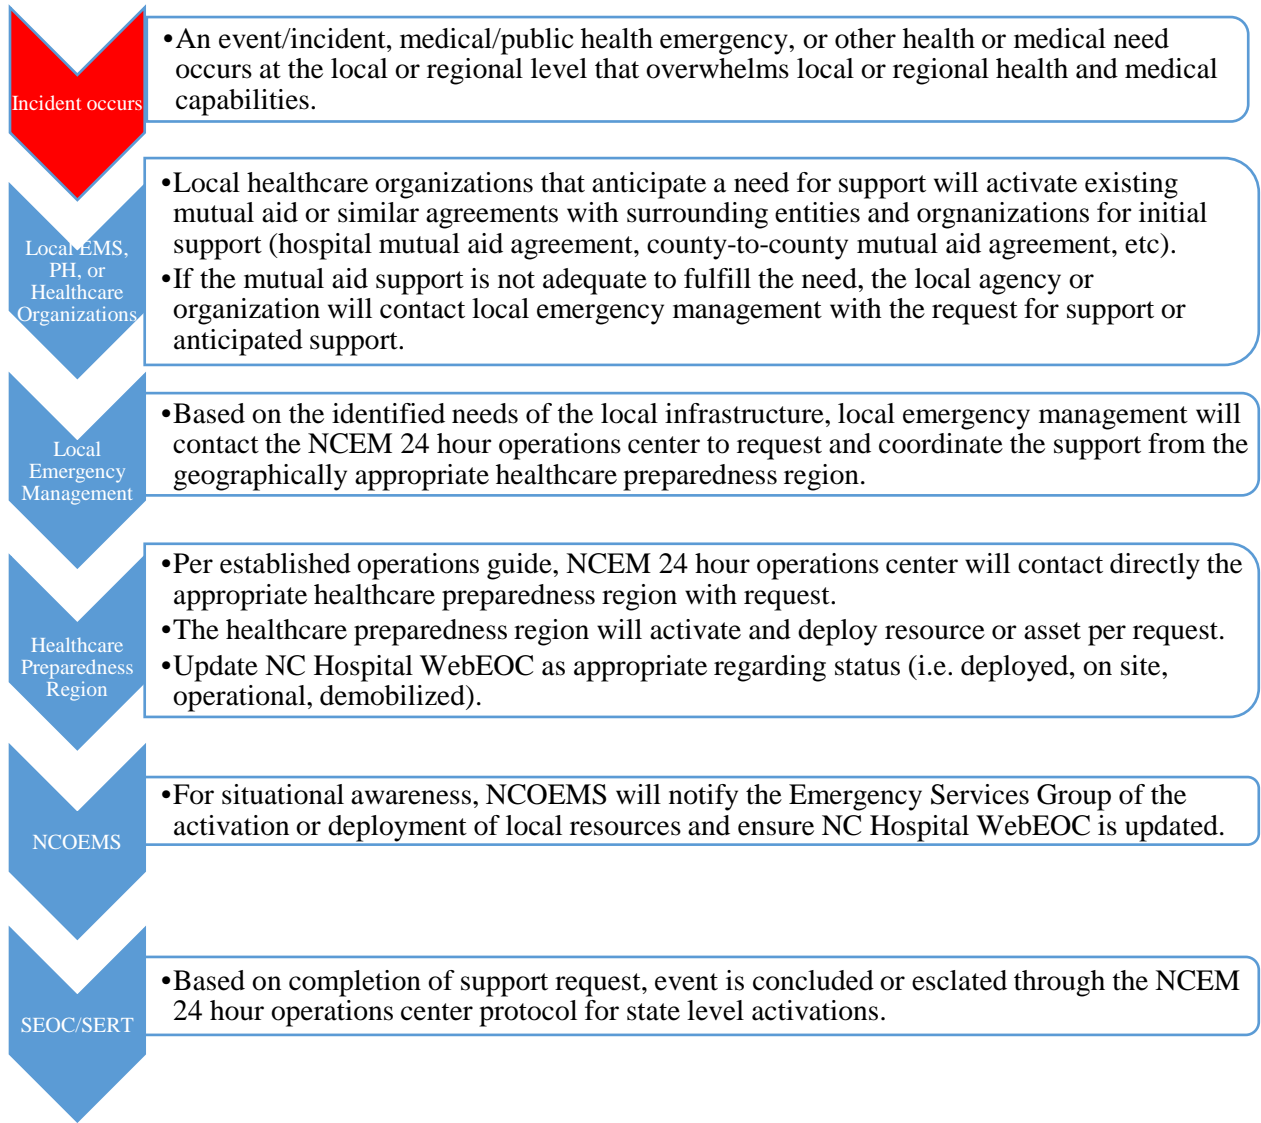 Incident occurs
•An event/incident, medical/public health emergency, or other health or medical need
occurs at the local or regional level that overwhelms local or regional health and medical
capabilities.
Local EMS,
PH, or
Healthcare
Organizations
•Local healthcare organizations that anticipate a need for support will activate existing
mutual aid or similar agreements with surrounding entities and orgnanizations for initial
support (hospital mutual aid agreement, county-to-county mutual aid agreement, etc).
•If the mutual aid support is not adequate to fulfill the need, the local agency or
organization will contact local emergency management with the request for support or
anticipated support.
Local
Emergency
Management
•Based on the identified needs of the local infrastructure, local emergency management will
contact the NCEM 24 hour operations center to request and coordinate the support from the
geographically appropriate healthcare preparedness region.
Healthcare
Preparedness
Region
•Per established operations guide, NCEM 24 hour operations center will contact directly the
appropriate healthcare preparedness region with request.
•The healthcare preparedness region will activate and deploy resource or asset per request.
•Update NC Hospital WebEOC as appropriate regarding status (i.e. deployed, on site,
operational, demobilized).
NCOEMS
•For situational awareness, NCOEMS will notify the Emergency Services Group of the
activation or deployment of local resources and ensure NC Hospital WebEOC is updated.
SEOC/SERT
•Based on completion of support request, event is concluded or esclated through the NCEM
24 hour operations center protocol for state level activations.